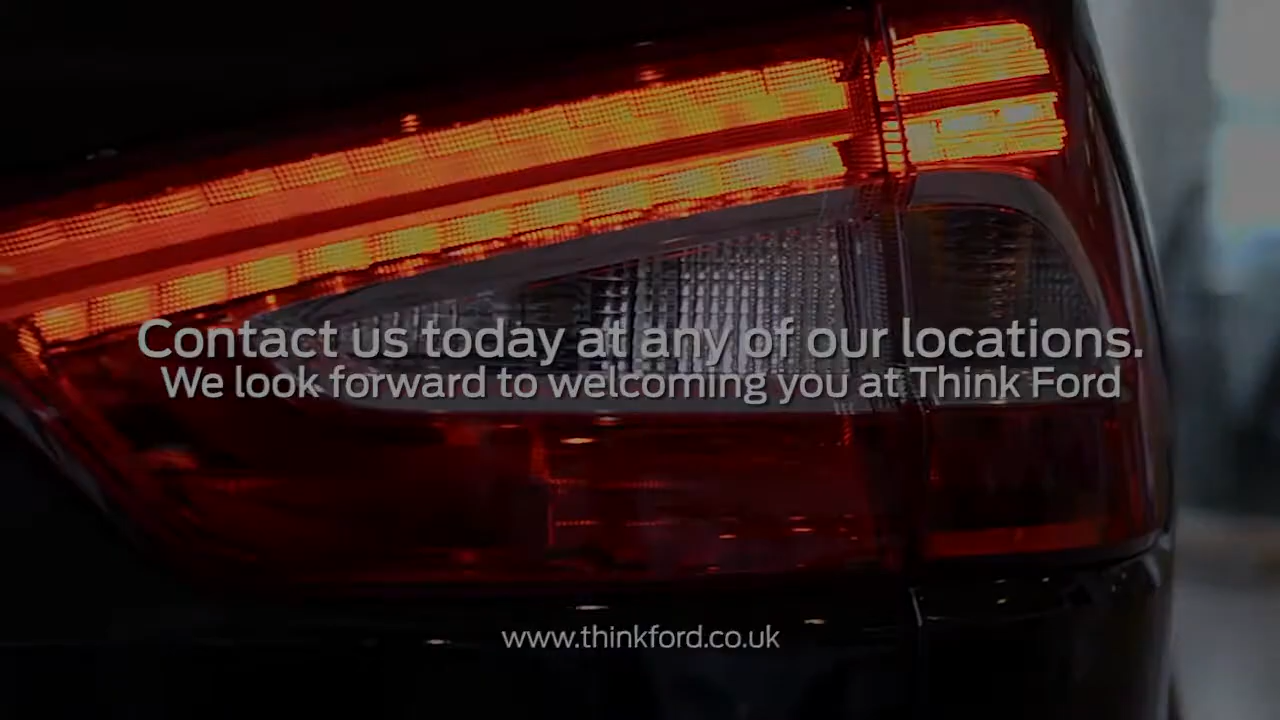 Contact us today at any of our locations.
We look forward to welcoming you at Think Ford
www.thinkford.co.uk